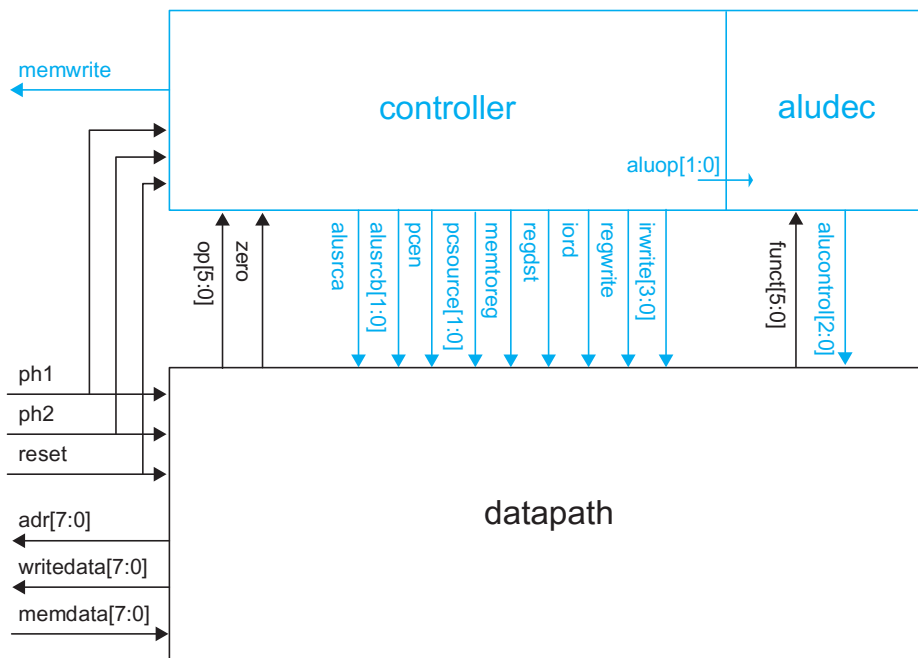 memwrite
controller
aludec
aluop[1:0]
op[5:0]
zero
alusrca
alusrcb[1:0]
pcen
pcsource[1:0]
memtoreg
regdst
iord
regwrite
irwrite[3:0]
funct[5:0]
alucontrol[2:0]
ph1
ph2
reset
adr[7:0]
writedata[7:0]
memdata[7:0]
datapath